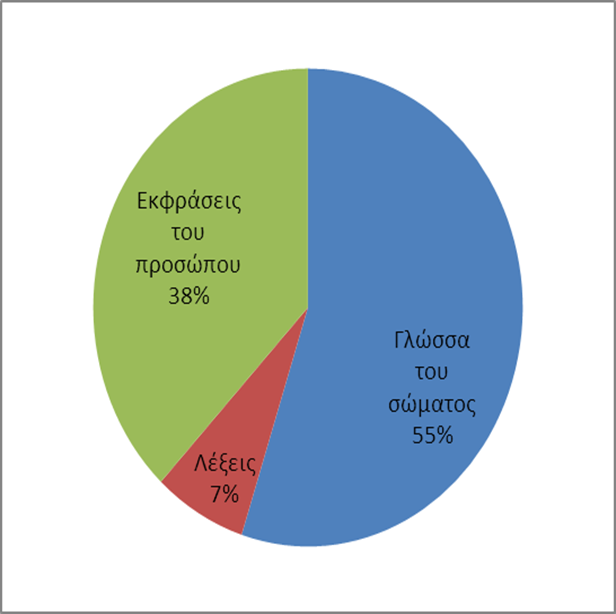 Εκφράσεις
του
προσώπου
38%
Γλώσσα
του
σώματος
55%
Λέξεις
7%